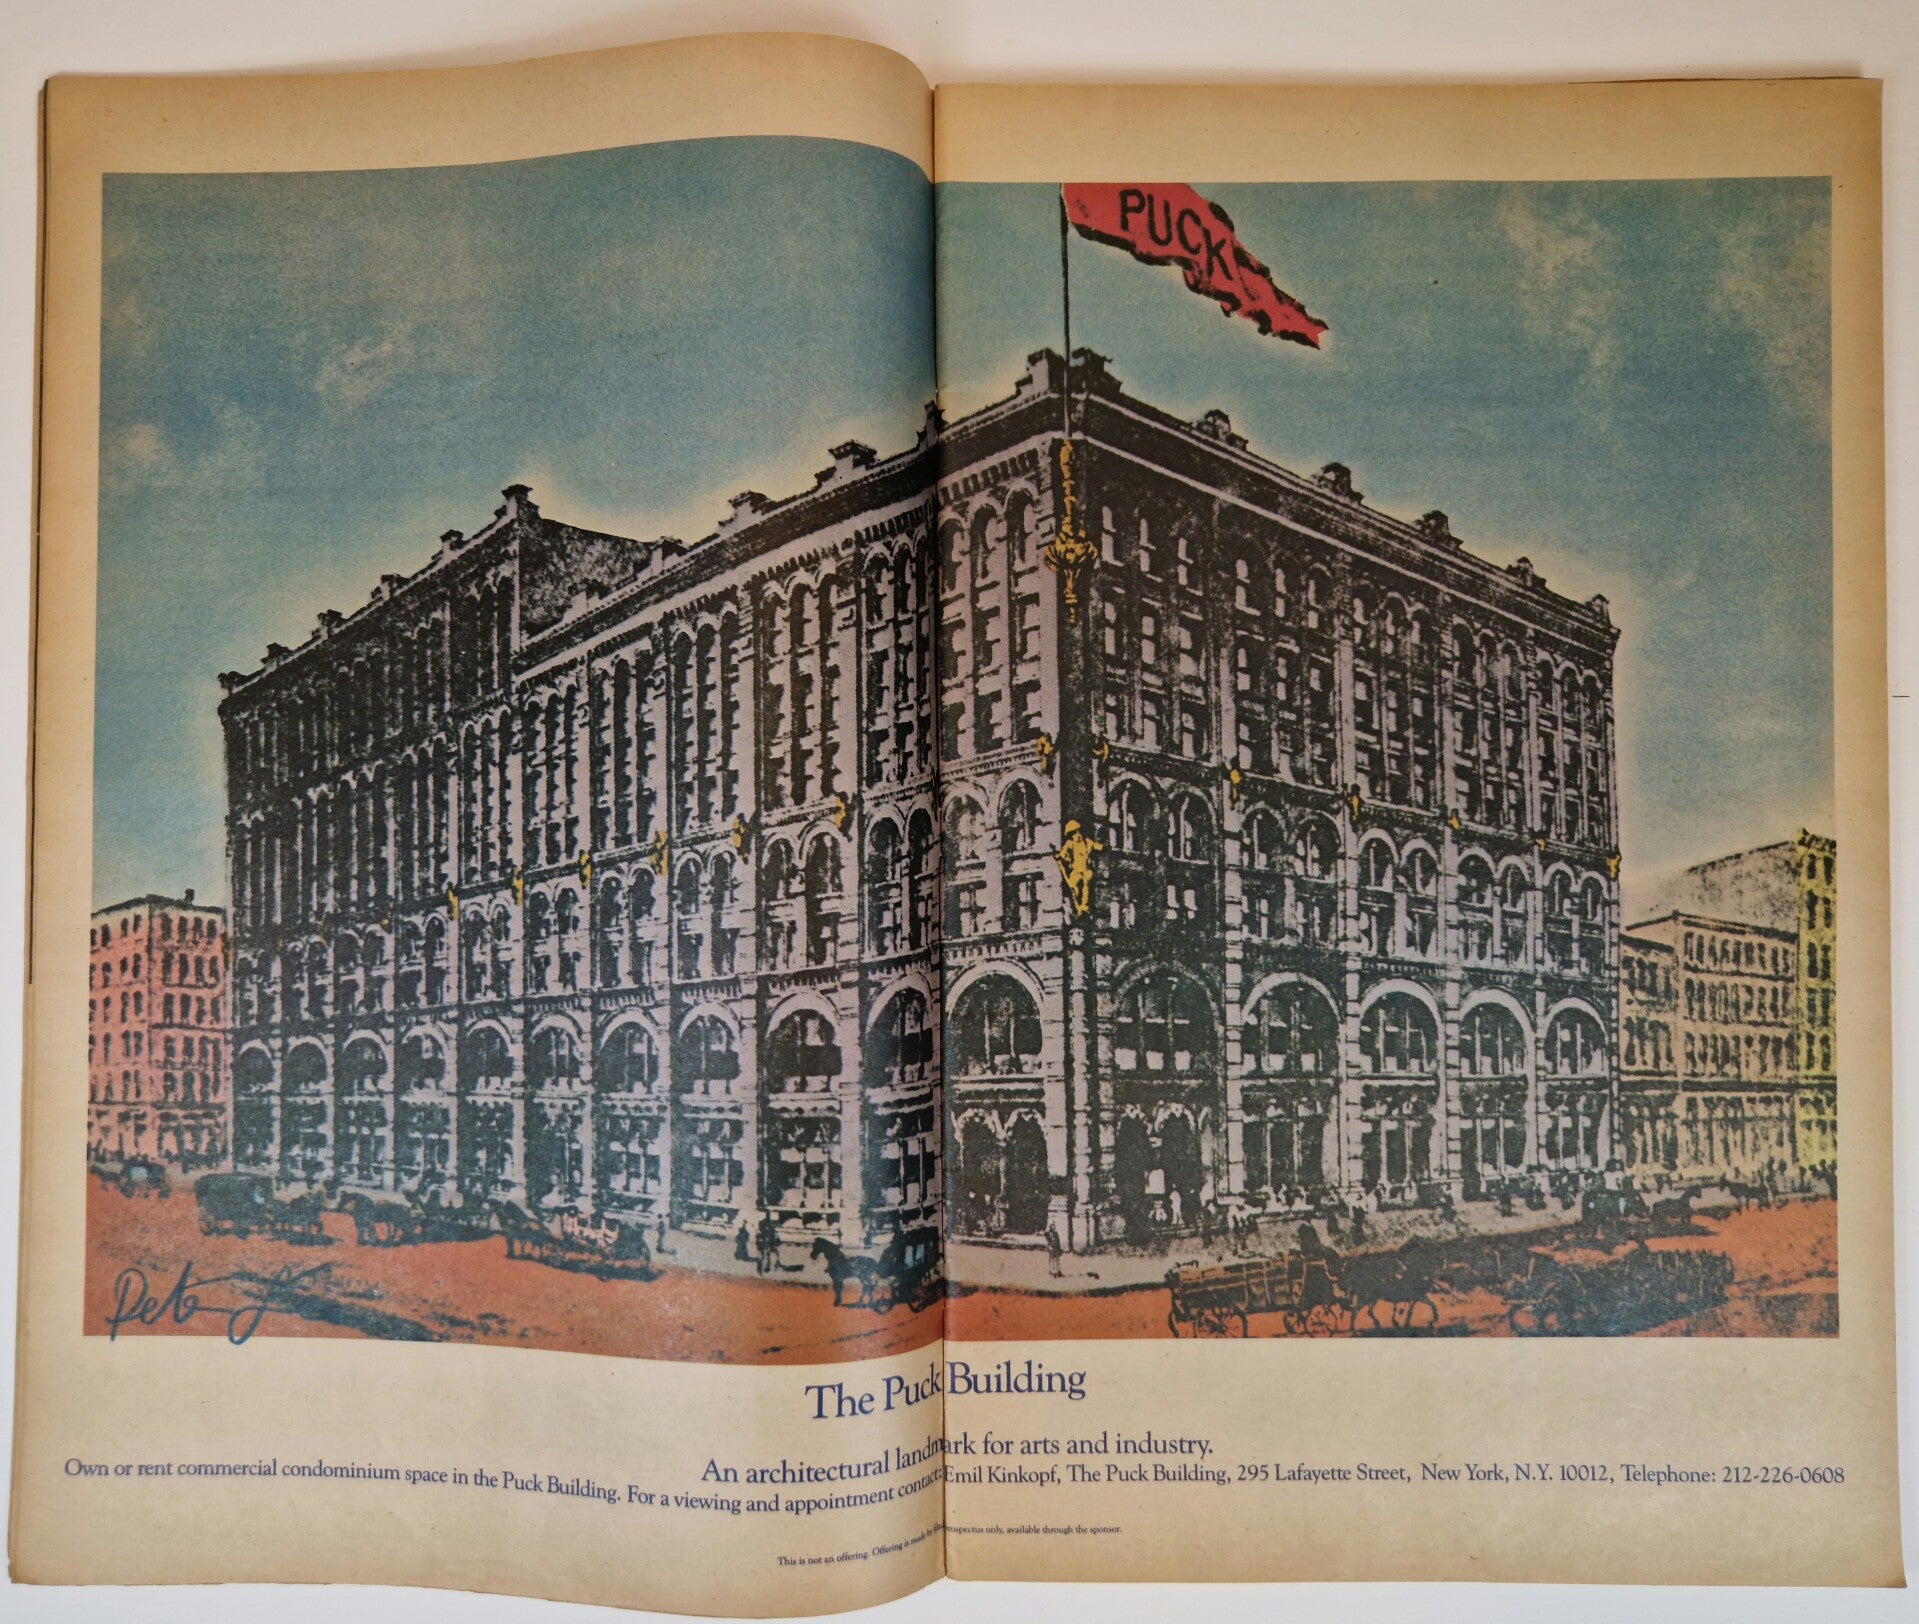 PUCK
The Puck Building
An architectural landmark for arts and industry.
Own or rent commercial condominium space in the Puck Building. For a viewing and appointment contact: Emil Kinkopf, The Puck Building, 295 Lafayette Street, New York, N.Y. 10012, Telephone: 212-226-0608
This is not an offering. Offering is made by prospectus only, available through the sponsor.